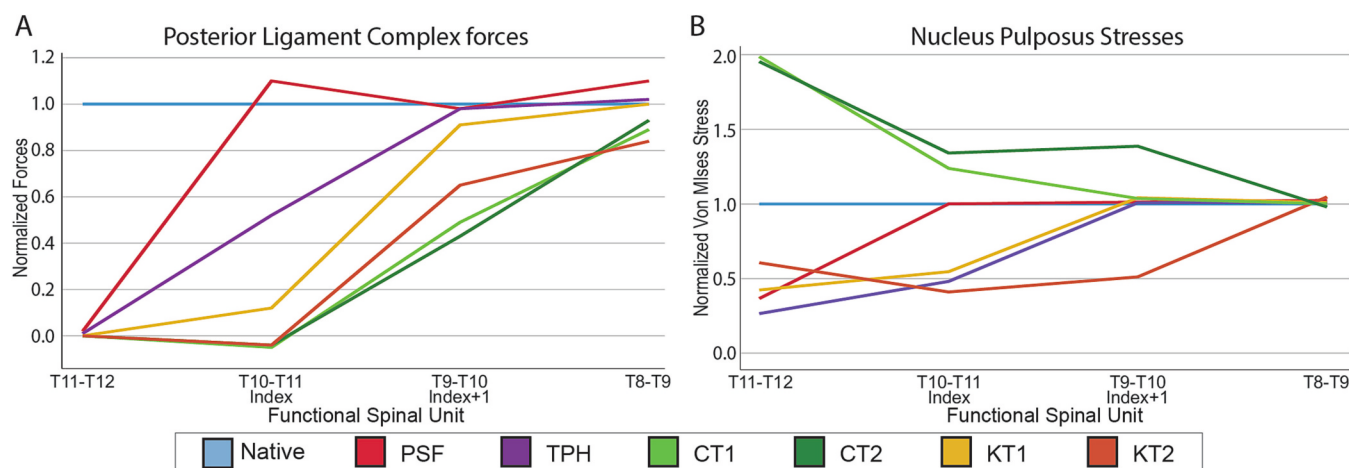 A
Posterior Ligament Complex forces
Normalized Forces
1.2
1.0
0.8
0.6
0.4
0.2
0.0
T11-T12
T10-T11
Index
T9-T10
Index+1
T8-T9
Functional Spinal Unit
B
Nucleus Pulposus Stresses
Normalized Von MIses Stress
2.0
1.5
1.0
0.5
0.0
T11-T12
T10-T11
Index
T9-T10
Index+1
T8-T9
Functional Spinal Unit
Native PSF TPH CT1 CT2 KT1 KT2